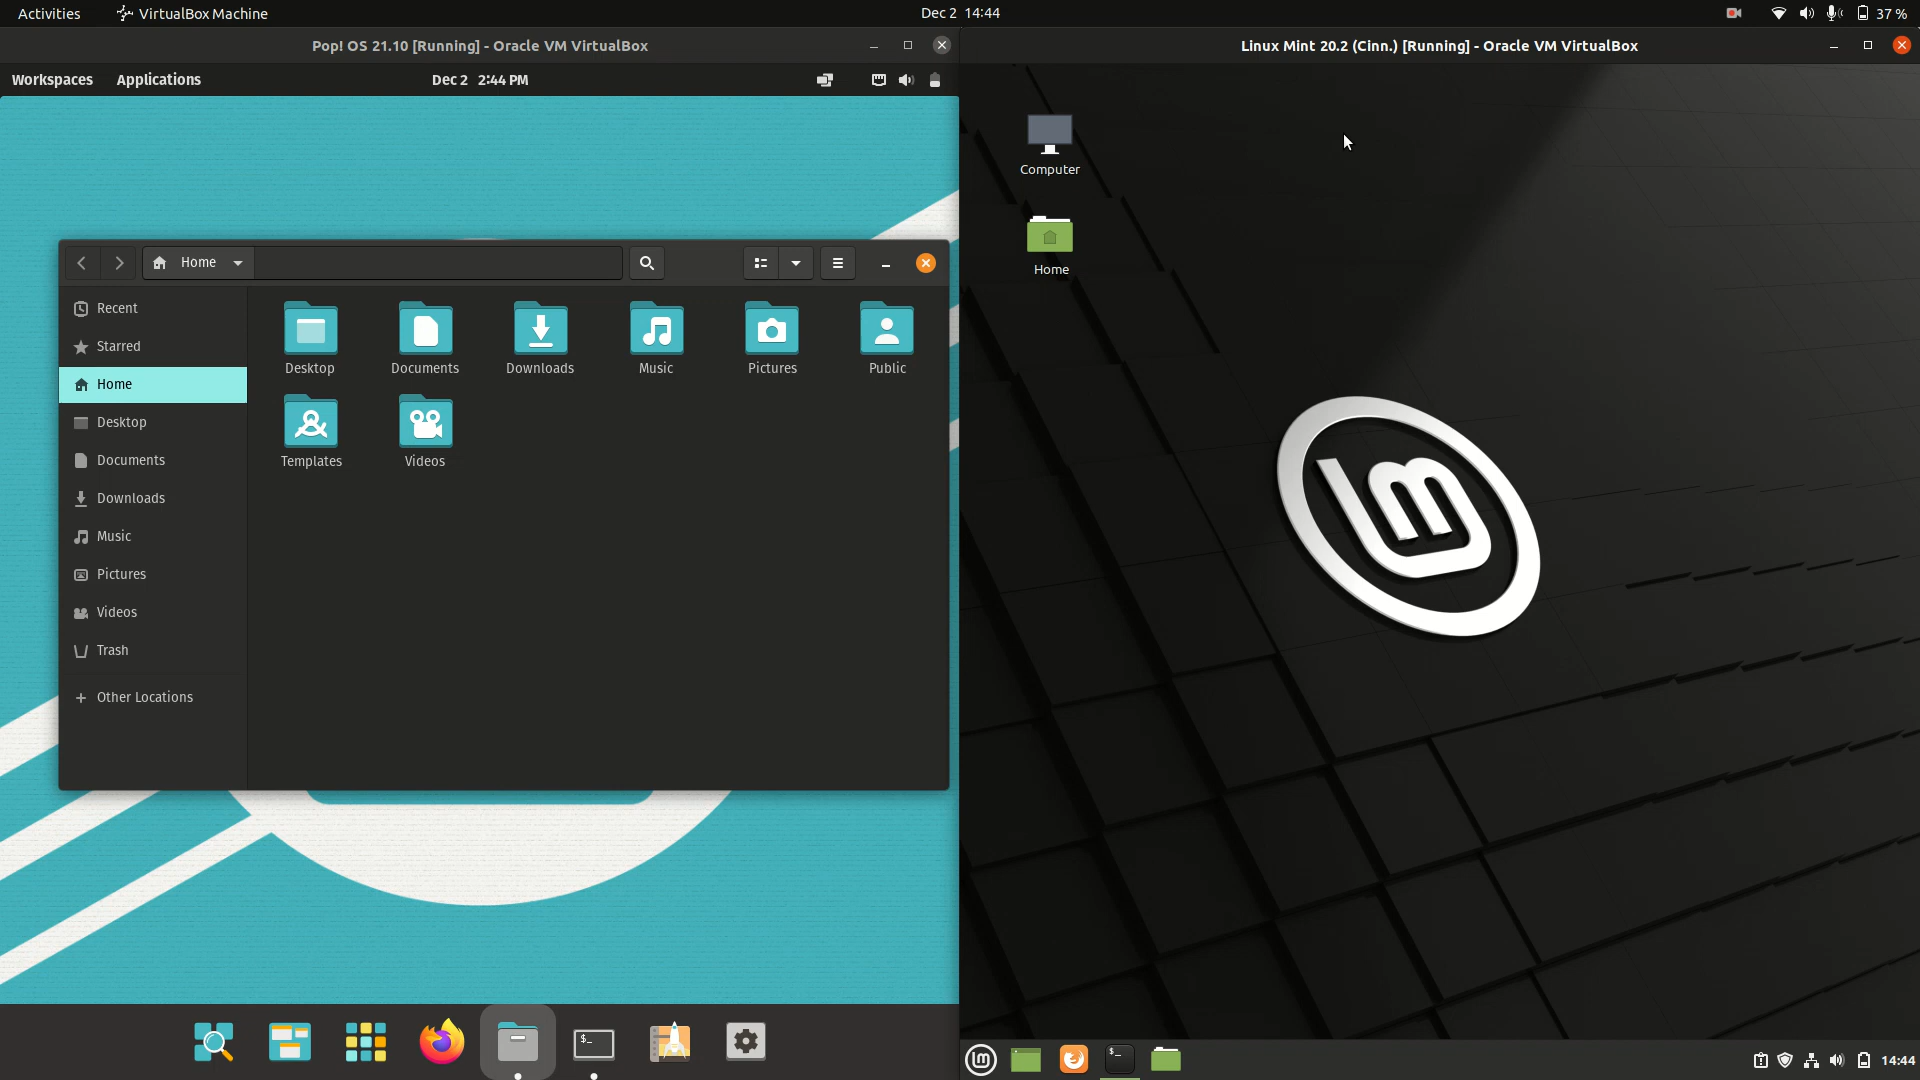 Activities VirtualBox Machine Dec 2 14:44 37 %
Pop! OS 21.10 [Running] - Oracle VM VirtualBox
Workspaces Applications Dec 2 2:44 PM
Home
Recent
Starred
Home
Desktop
Documents
Downloads
Music
Pictures
Videos
Trash
Other Locations
Desktop Documents Downloads Music Pictures Public
Templates Videos
$_
Linux Mint 20.2 (Cinn.) [Running] - Oracle VM VirtualBox
Computer
Home
lm
$_
14:44